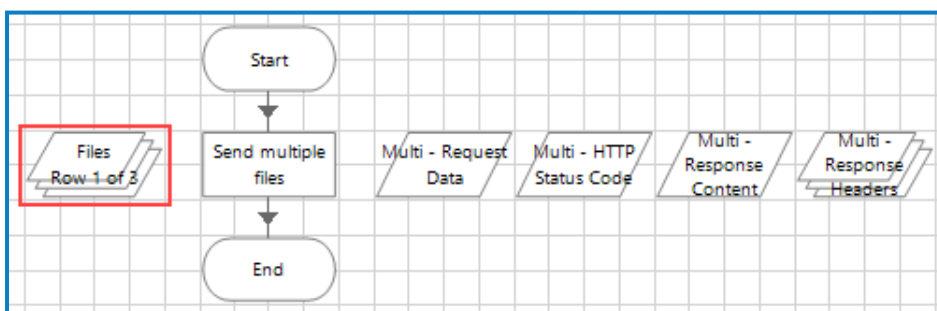 Start
Files
Row 1 of 3
Send multiple
files
Multi - Request
Data
Multi - HTTP
Status Code
Multi -
Response
Content
Multi -
Response
Headers
End